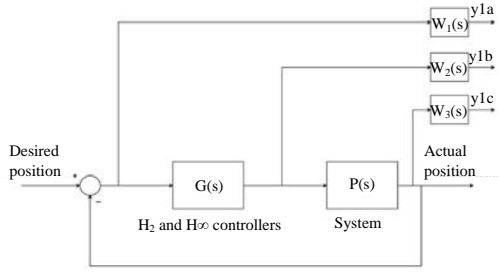 y1a
W₁(s)
y1b
W₂(s)
y1c
W₃(s)
Desired
position
Actual
position
+
−
G(s)
P(s)
H₂ and H∞ controllers
System